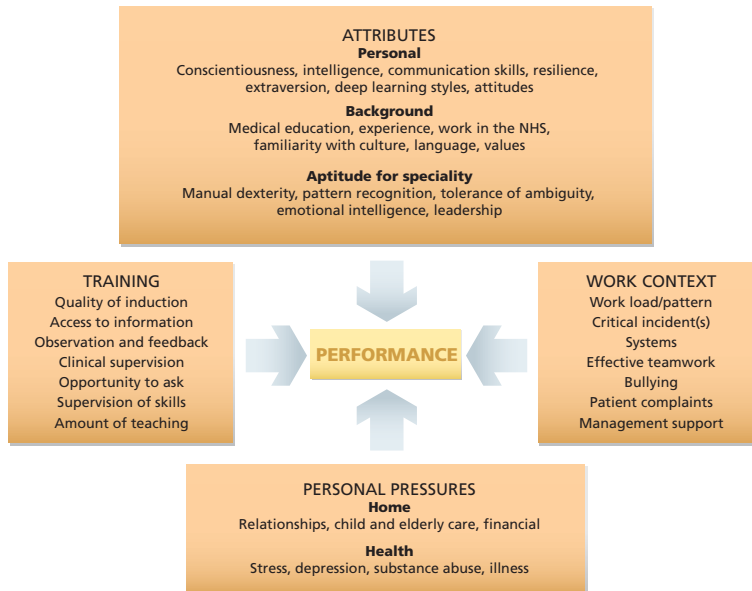 ATTRIBUTES
Personal
Conscientiousness, intelligence, communication skills, resilience,
extraversion, deep learning styles, attitudes
Background
Medical education, experience, work in the NHS,
familiarity with culture, language, values
Aptitude for speciality
Manual dexterity, pattern recognition, tolerance of ambiguity,
emotional intelligence, leadership
TRAINING
Quality of induction
Access to information
Observation and feedback
Clinical supervision
Opportunity to ask
Supervision of skills
Amount of teaching
PERFORMANCE
WORK CONTEXT
Work load/pattern
Critical incident(s)
Systems
Effective teamwork
Bullying
Patient complaints
Management support
PERSONAL PRESSURES
Home
Relationships, child and elderly care, financial
Health
Stress, depression, substance abuse, illness